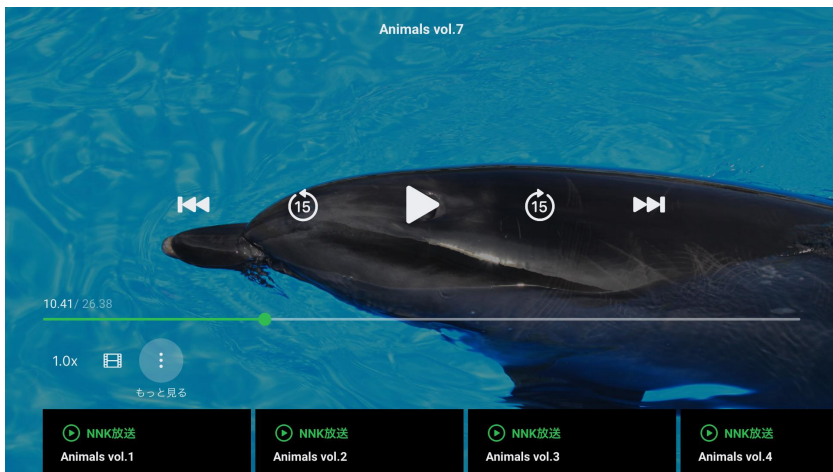 Animals vol.7
15
15
10.41 / 26.38
1.0x
もっと見る
NNK放送
Animals vol.1
NNK放送
Animals vol.2
NNK放送
Animals vol.3
NNK放送
Animals vol.4